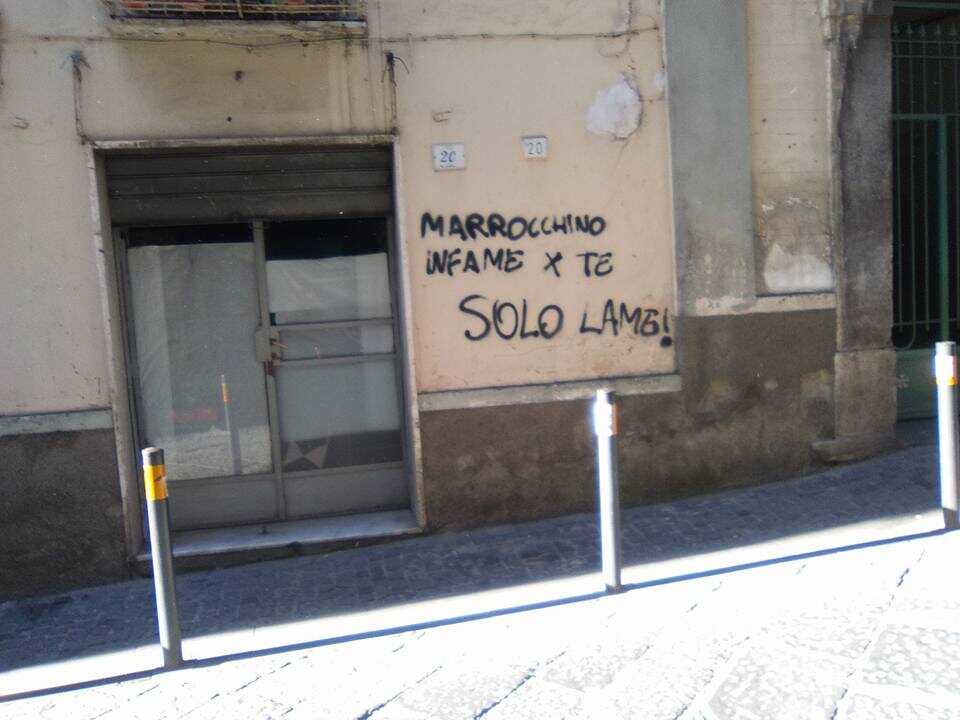 20
20
MARROCCHINO
INFAME X TE
SOLO LAME!